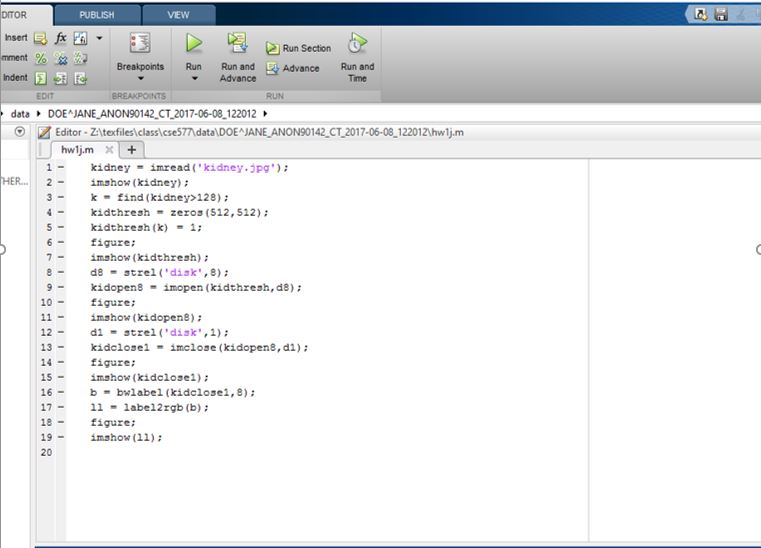 DITOR PUBLISH VIEW
Insert fx
mment
Indent
Breakpoints Run Run and Advance Run Section Advance Run and Time
EDIT BREAKPOINTS RUN
data DOE^JANE_ANON90142_CT_2017-06-08_122012
Editor - Z:\texfiles\class\cse577\data\DOE^JANE_ANON90142_CT_2017-06-08_122012\hw1j.m
hw1j.m × +
THER...
1 - kidney = imread('kidney.jpg');
2 - imshow(kidney);
3 - k = find(kidney>128);
4 - kidthresh = zeros(512,512);
5 - kidthresh(k) = 1;
6 - figure;
7 - imshow(kidthresh);
8 - d8 = strel('disk',8);
9 - kidopen8 = imopen(kidthresh,d8);
10 - figure;
11 - imshow(kidopen8);
12 - d1 = strel('disk',1);
13 - kidclose1 = imclose(kidopen8,d1);
14 - figure;
15 - imshow(kidclose1);
16 - b = bwlabel(kidclose1,8);
17 - ll = label2rgb(b);
18 - figure;
19 - imshow(ll);
20